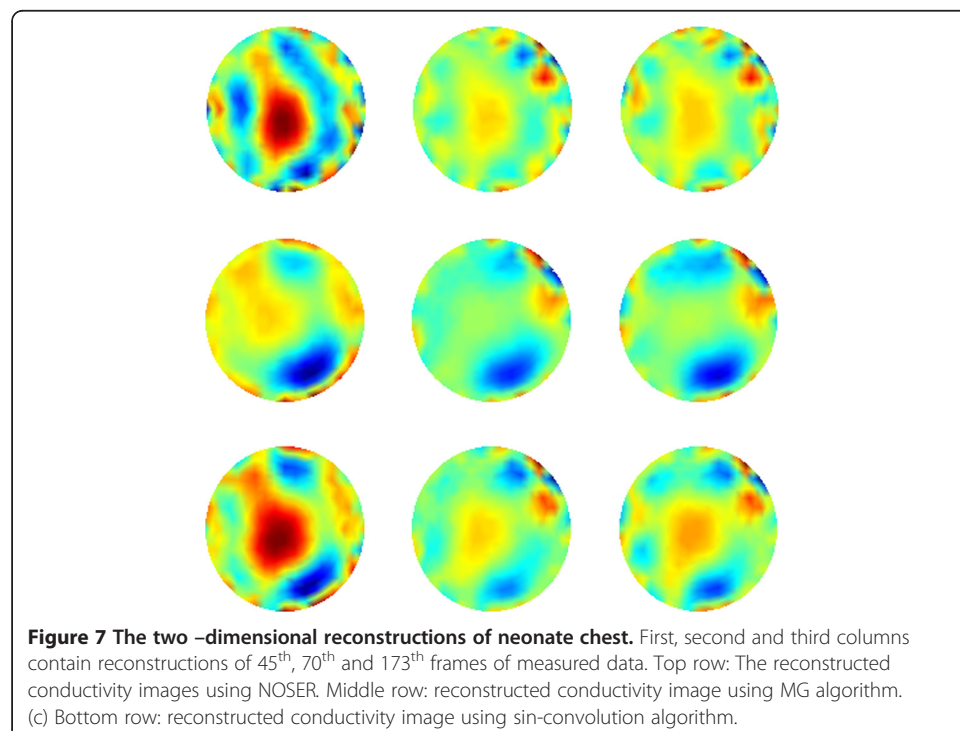 Figure 7 The two –dimensional reconstructions of neonate chest. First, second and third columns
contain reconstructions of 45th, 70th and 173th frames of measured data. Top row: The reconstructed
conductivity images using NOSER. Middle row: reconstructed conductivity image using MG algorithm.
(c) Bottom row: reconstructed conductivity image using sin-convolution algorithm.